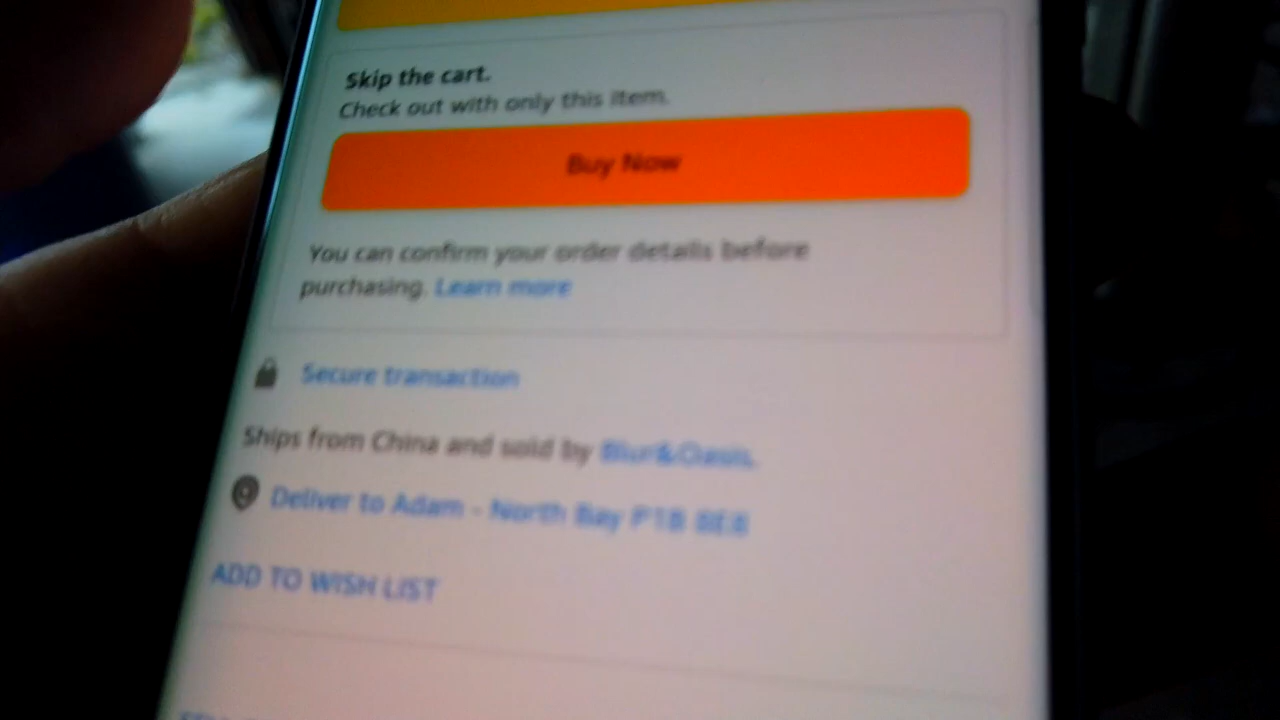 Skip the cart.
Check out with only this item.
Buy Now
You can confirm your order details before
purchasing. Learn more
Secure transaction
Ships from China and sold by Blur&Oasis.
Deliver to Adam - North Bay P1B 8E8
ADD TO WISH LIST